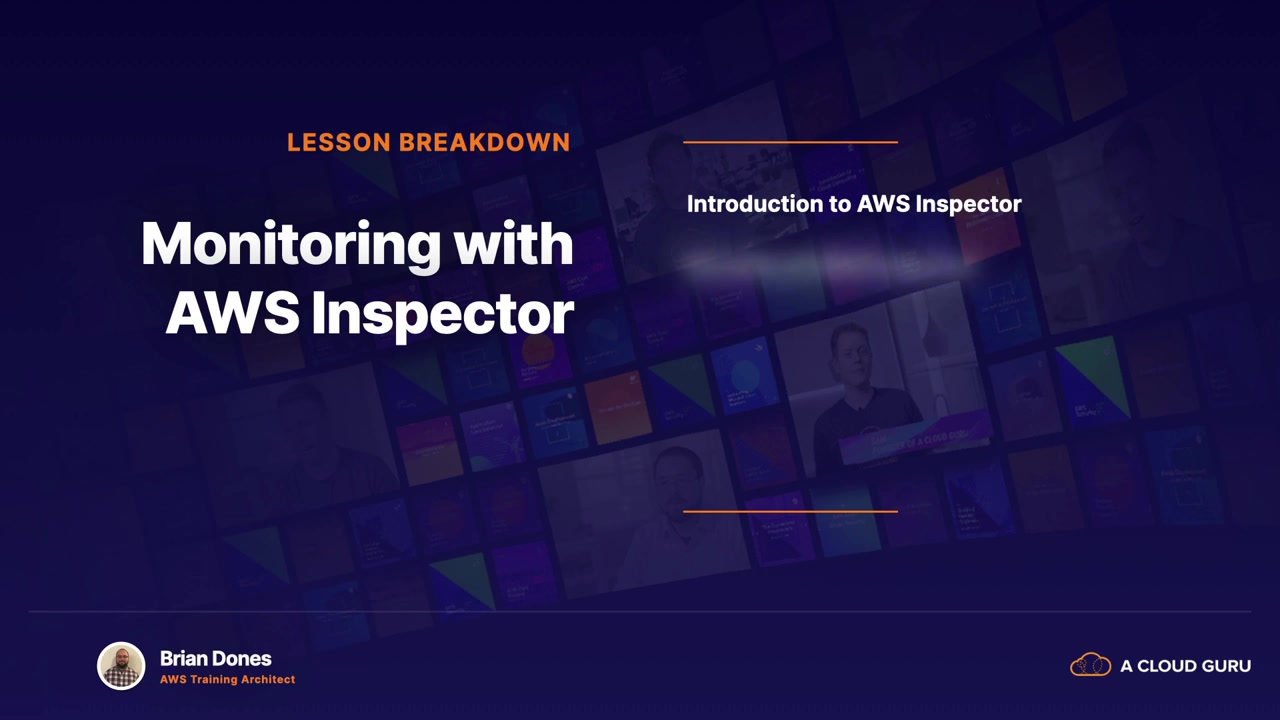 LESSON BREAKDOWN
Monitoring with
AWS Inspector
Introduction to AWS Inspector
Brian Dones
AWS Training Architect
A CLOUD GURU